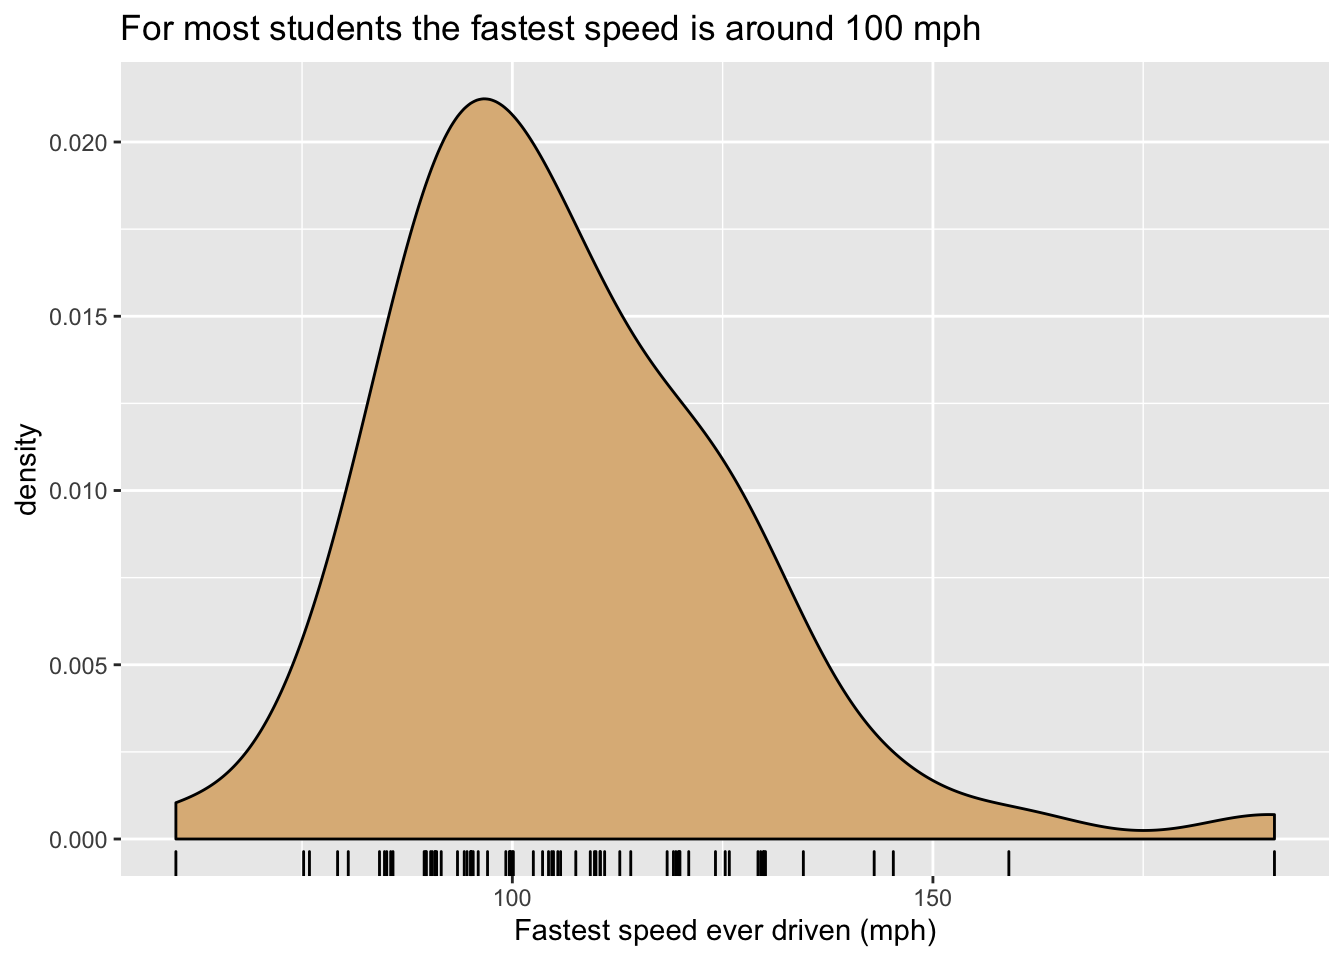 For most students the fastest speed is around 100 mph
0.020
0.015
0.010
0.005
0.000
density
100 150
Fastest speed ever driven (mph)